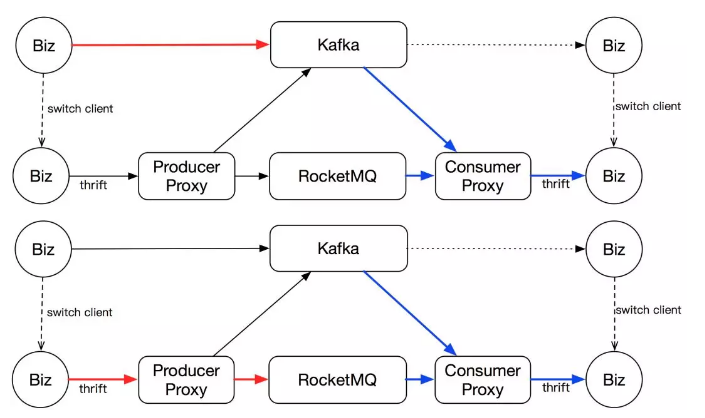 Biz
Kafka
Biz
switch client
switch client
Biz
thrift
Producer
Proxy
RocketMQ
Consumer
Proxy
thrift
Biz
Biz
Kafka
Biz
switch client
switch client
Biz
thrift
Producer
Proxy
RocketMQ
Consumer
Proxy
thrift
Biz